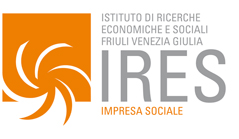 ISTITUTO DI RICERCHE
ECONOMICHE E SOCIALI
FRIULI VENEZIA GIULIA
IRES
IMPRESA SOCIALE